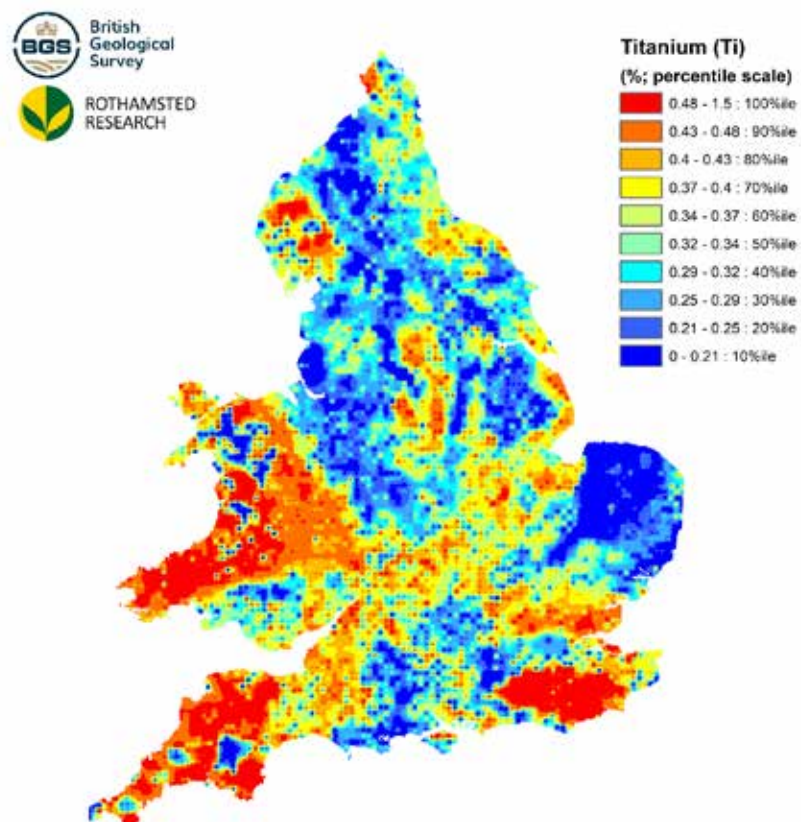 British
Geological
Survey
BGS
ROTHAMSTED
RESEARCH
Titanium (Ti)
(%; percentile scale)
0.48 - 1.5 : 100%ile
0.43 - 0.48 : 90%ile
0.4 - 0.43 : 80%ile
0.37 - 0.4 : 70%ile
0.34 - 0.37 : 60%ile
0.32 - 0.34 : 50%ile
0.29 - 0.32 : 40%ile
0.25 - 0.29 : 30%ile
0.21 - 0.25 : 20%ile
0 - 0.21 : 10%ile